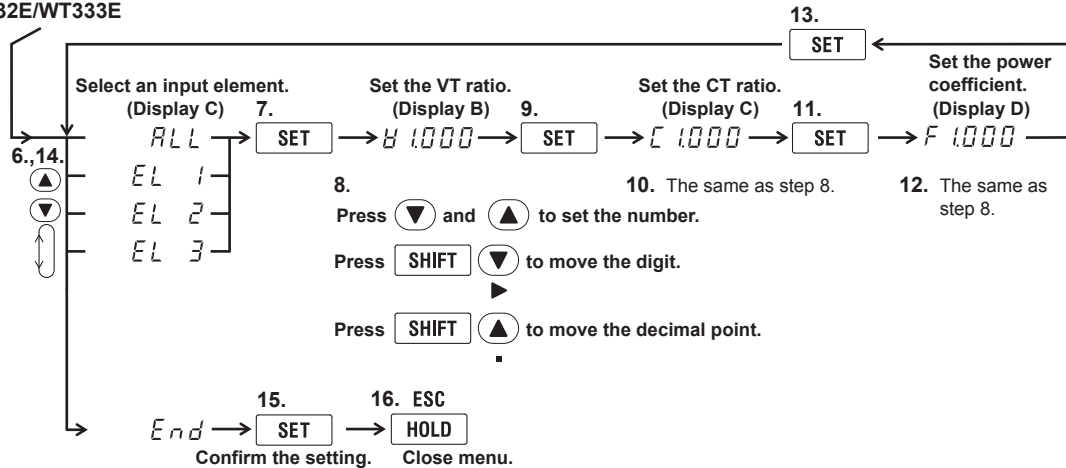 32E/WT333E
13.
SET
Select an input element.
(Display C)
7.
Set the VT ratio.
(Display B)
9.
Set the CT ratio.
(Display C)
11.
Set the power
coefficient.
(Display D)
6.,14.
ALL
SET
V 1.000
SET
C 1.000
SET
F 1.000
EL 1
EL 2
EL 3
8.
Press ▼ and ▲ to set the number.
Press SHIFT ▼ to move the digit.
▶
Press SHIFT ▲ to move the decimal point.
10. The same as step 8.
12. The same as
step 8.
15.
16. ESC
End
SET
HOLD
Confirm the setting.
Close menu.